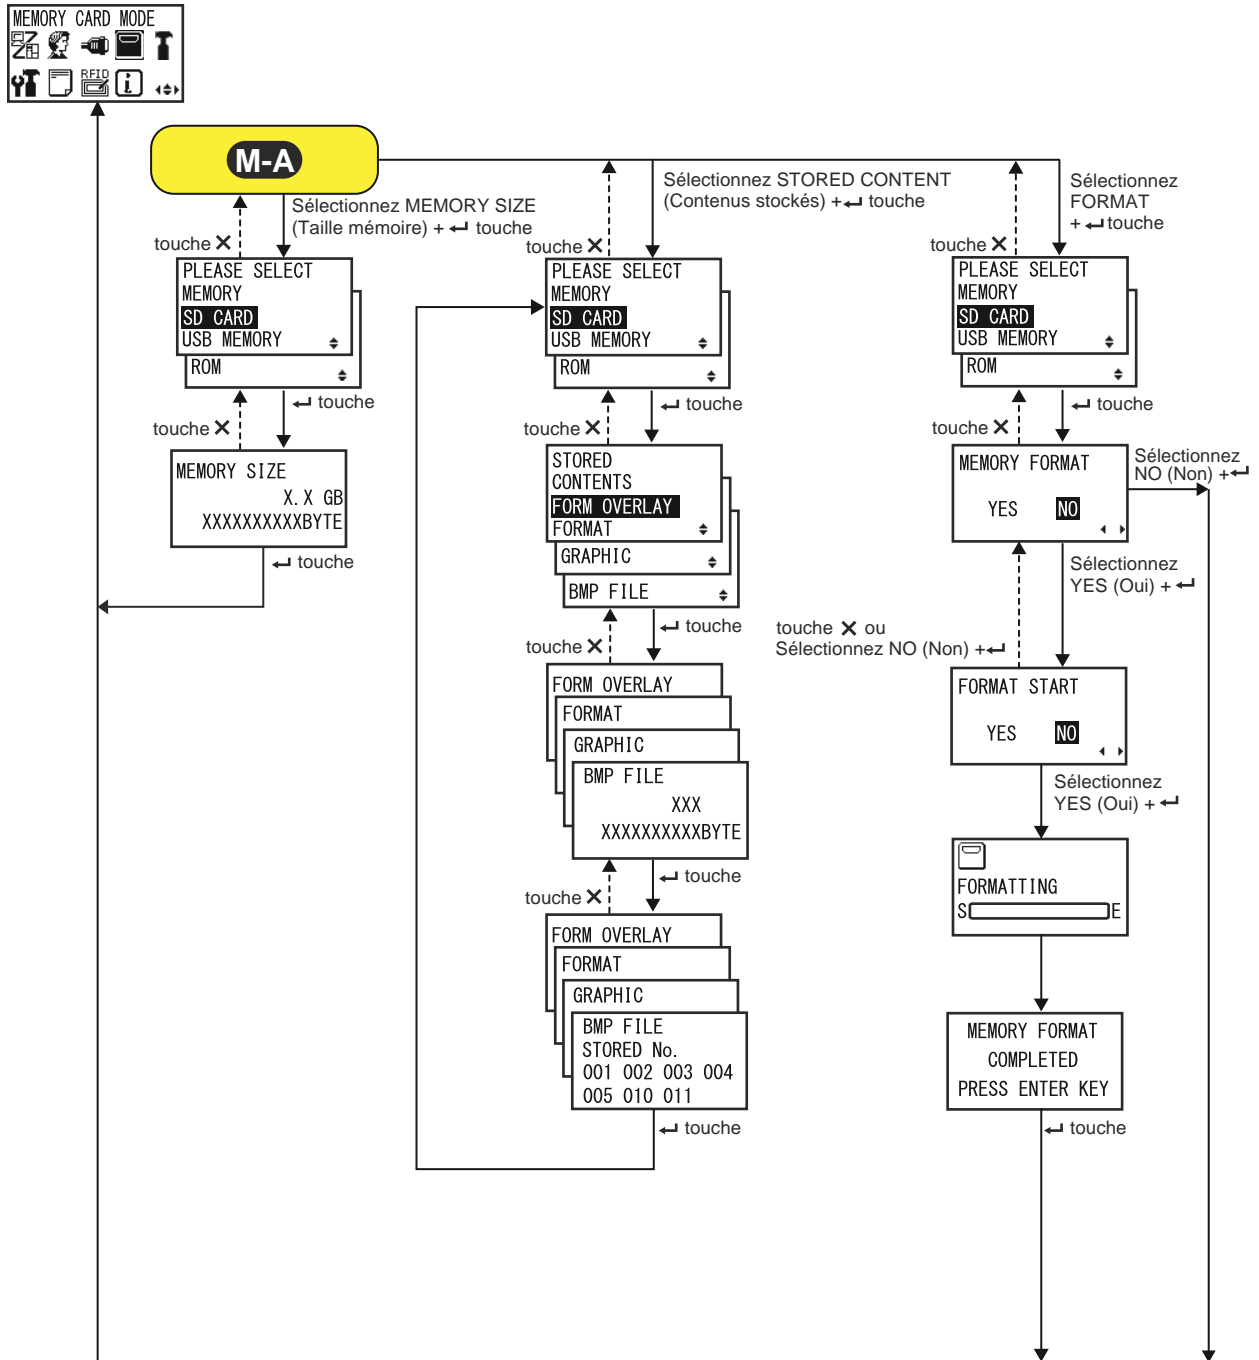 MEMORY CARD MODE
RFID
i
M-A
Sélectionnez MEMORY SIZE
(Taille mémoire) + ↵ touche
touche ✕
PLEASE SELECT
MEMORY
SD CARD
USB MEMORY
ROM
↵ touche
touche ✕
MEMORY SIZE
X.X GB
XXXXXXXXXXBYTE
↵ touche
Sélectionnez STORED CONTENT
(Contenus stockés) +↵ touche
touche ✕
PLEASE SELECT
MEMORY
SD CARD
USB MEMORY
ROM
↵ touche
touche ✕
STORED
CONTENTS
FORM OVERLAY
FORMAT
GRAPHIC
BMP FILE
↵ touche
touche ✕
FORM OVERLAY
FORMAT
GRAPHIC
BMP FILE
XXX
XXXXXXXXXXBYTE
↵ touche
touche ✕
FORM OVERLAY
FORMAT
GRAPHIC
BMP FILE
STORED No.
001 002 003 004
005 010 011
↵ touche
Sélectionnez
FORMAT
+ ↵ touche
touche ✕
PLEASE SELECT
MEMORY
SD CARD
USB MEMORY
ROM
↵ touche
touche ✕
MEMORY FORMAT
YES NO
Sélectionnez
NO (Non) +↵
Sélectionnez
YES (Oui) + ↵
touche ✕ ou
Sélectionnez NO (Non) +↵
FORMAT START
YES NO
Sélectionnez
YES (Oui) + ↵
FORMATTING
S E
MEMORY FORMAT
COMPLETED
PRESS ENTER KEY
↵ touche